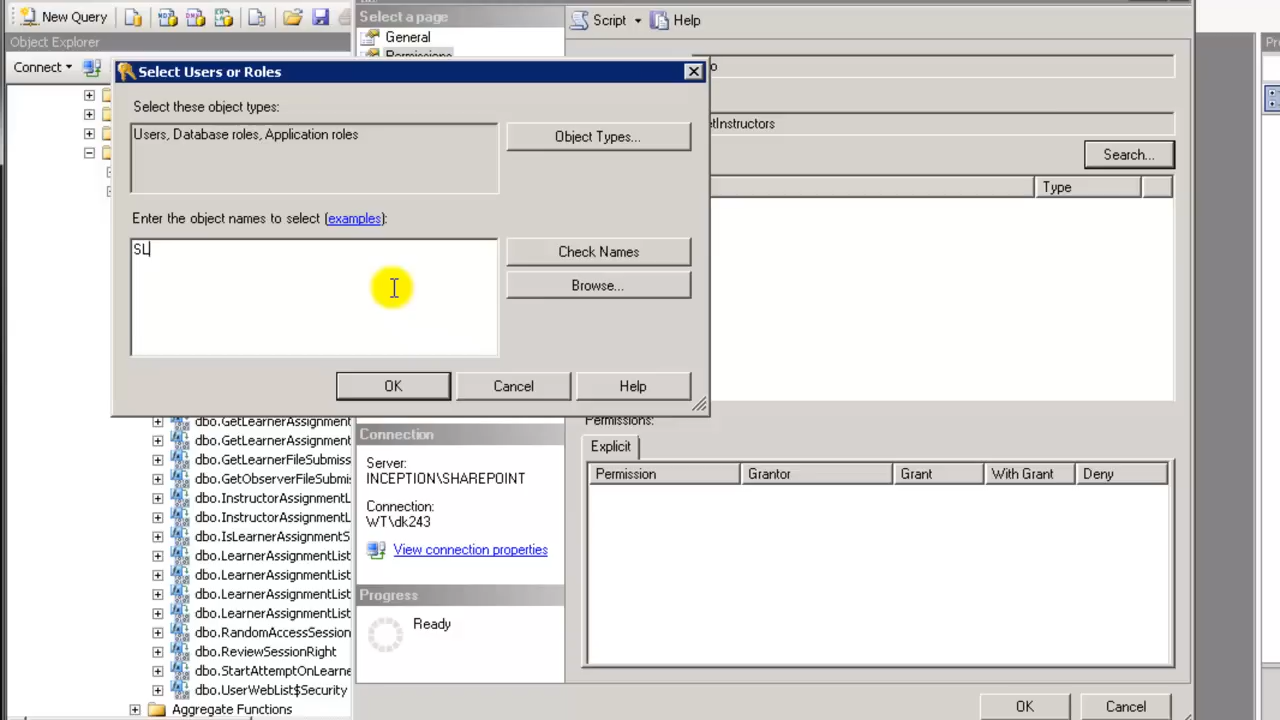 New Query
Object Explorer
Connect
Select a page
General
Permissions
Script
Help
Select Users or Roles
Select these object types:
Users, Database roles, Application roles
Object Types...
Enter the object names to select (examples):
SL
Check Names
Browse...
OK
Cancel
Help
Search...
Type
Permissions:
Explicit
Permission
Grantor
Grant
With Grant
Deny
Connection
Server:
INCEPTION\SHAREPOINT
Connection:
WT\dk243
View connection properties
Progress
Ready
dbo.GetLearnerAssignment
dbo.GetLearnerAssignment
dbo.GetLearnerFileSubmiss
dbo.GetObserverFileSubmi
dbo.InstructorAssignmentL
dbo.InstructorAssignmentL
dbo.IsLearnerAssignmentS
dbo.LearnerAssignmentList
dbo.LearnerAssignmentList
dbo.LearnerAssignmentList
dbo.LearnerAssignmentList
dbo.RandomAccessSession
dbo.ReviewSessionRight
dbo.StartAttemptOnLearne
dbo.UserWebList$Security
Aggregate Functions
OK
Cancel